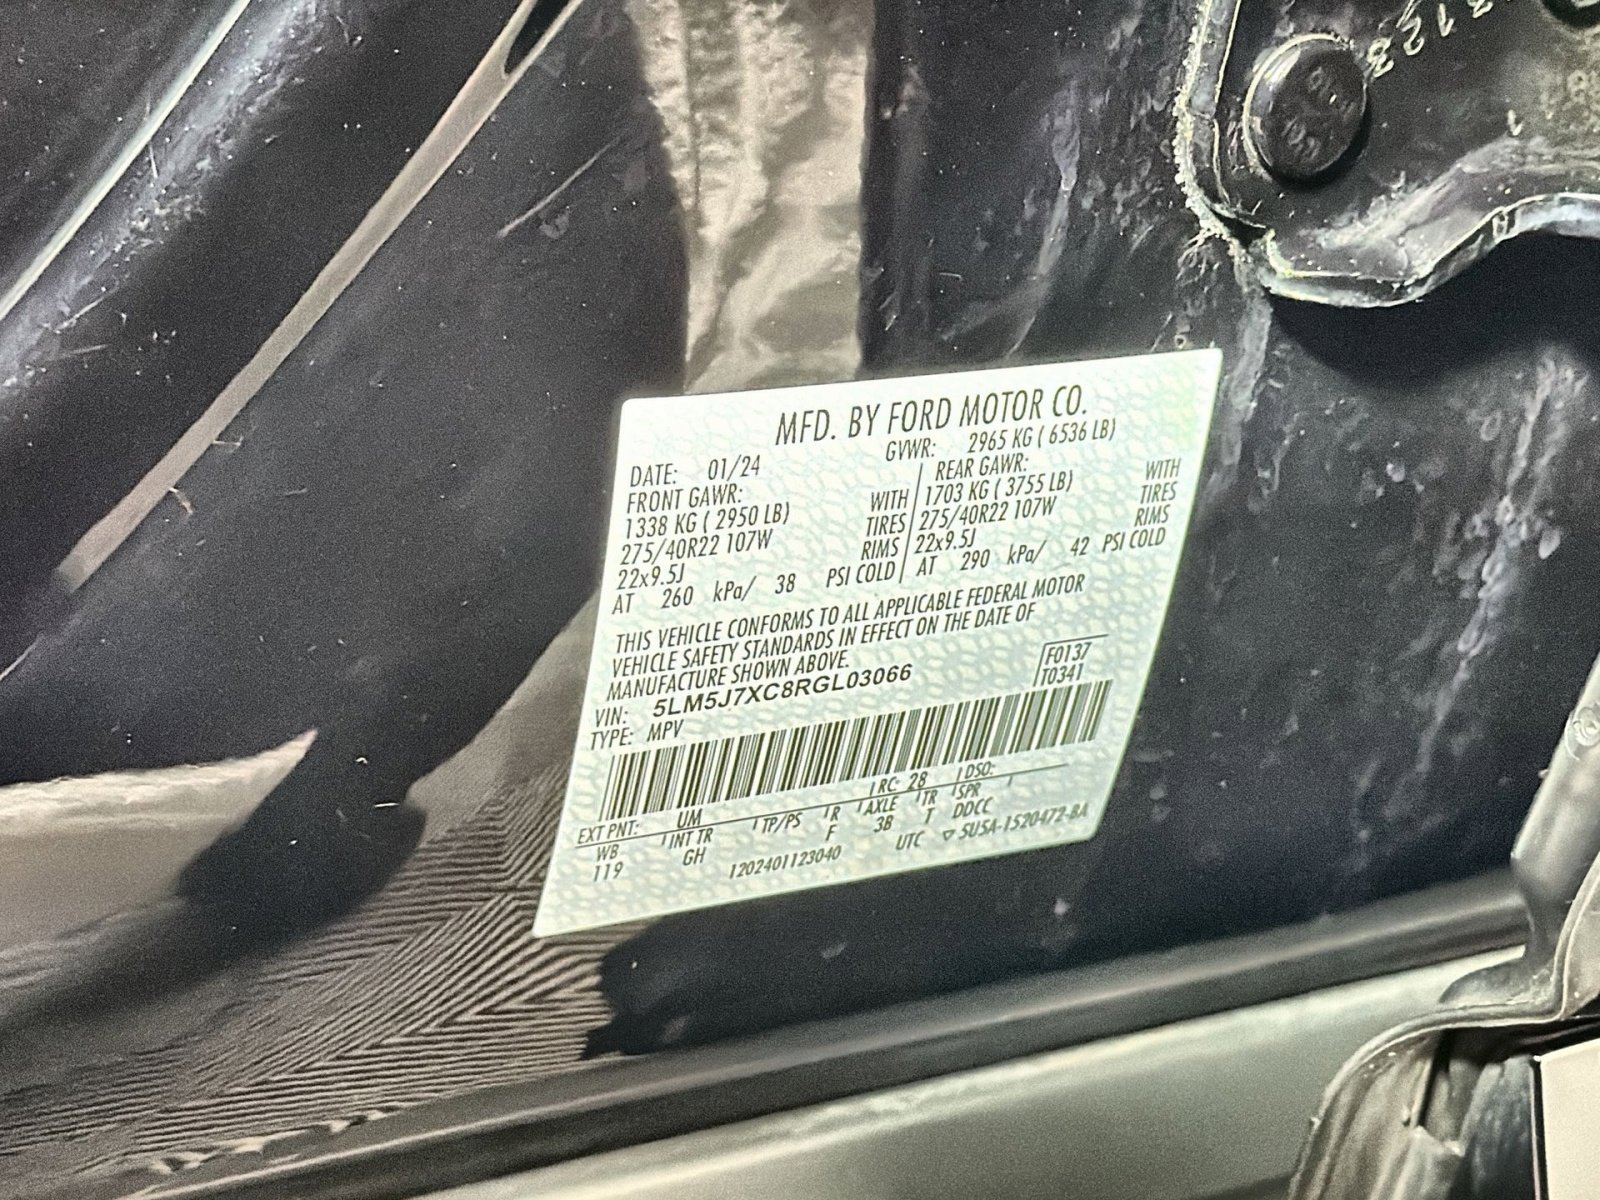 MFD. BY FORD MOTOR CO.
DATE: 01/24 GVWR: 2965 KG ( 6536 LB)
FRONT GAWR: REAR GAWR:
1338 KG ( 2950 LB) WITH 1703 KG ( 3755 LB) WITH
275/40R22 107W TIRES 275/40R22 107W TIRES
22x9.5J RIMS 22x9.5J RIMS
AT 260 kPa/ 38 PSI COLD AT 290 kPa/ 42 PSI COLD
THIS VEHICLE CONFORMS TO ALL APPLICABLE FEDERAL MOTOR
VEHICLE SAFETY STANDARDS IN EFFECT ON THE DATE OF
MANUFACTURE SHOWN ABOVE.
VIN: 5LM5J7XC8RGL03066 F0137
TYPE: MPV T0341
EXT PNT: UM RC: 28 DSO:
WB INT TR TP/PS R AXLE TR SPR
119 GH F 3B T DDCC
1202401123040 UTC ▽ 5U5A-1520472-BA